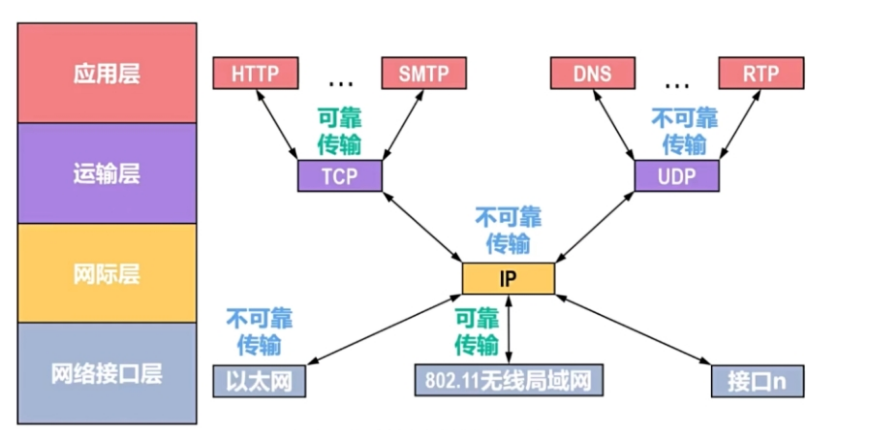 应用层
HTTP
...
SMTP
DNS
...
RTP
可靠
传输
不可靠
传输
运输层
TCP
UDP
不可靠
传输
网际层
IP
不可靠
传输
可靠
传输
网络接口层
以太网
802.11无线局域网
接口n